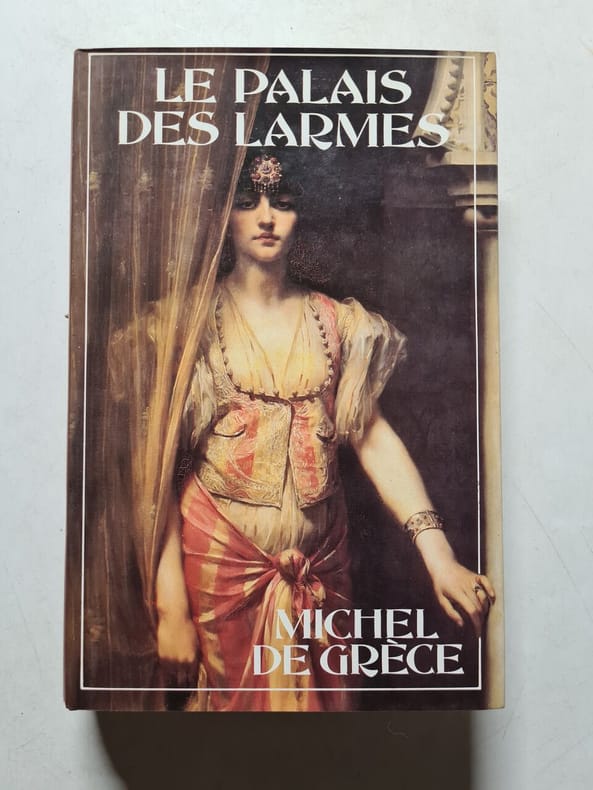 LE PALAIS
DES LARMES
MICHEL
DE GRÈCE